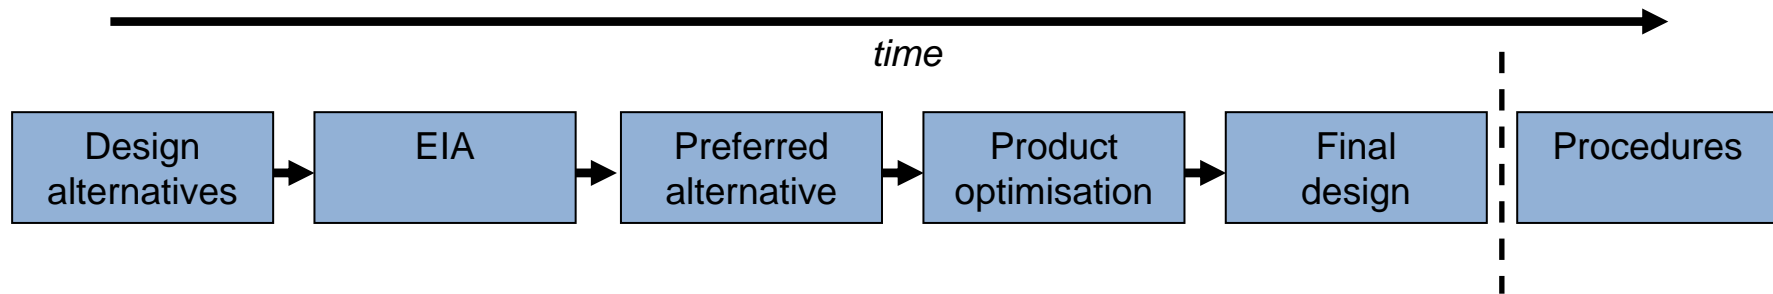 time
Design
alternatives
EIA
Preferred
alternative
Product
optimisation
Final
design
Procedures